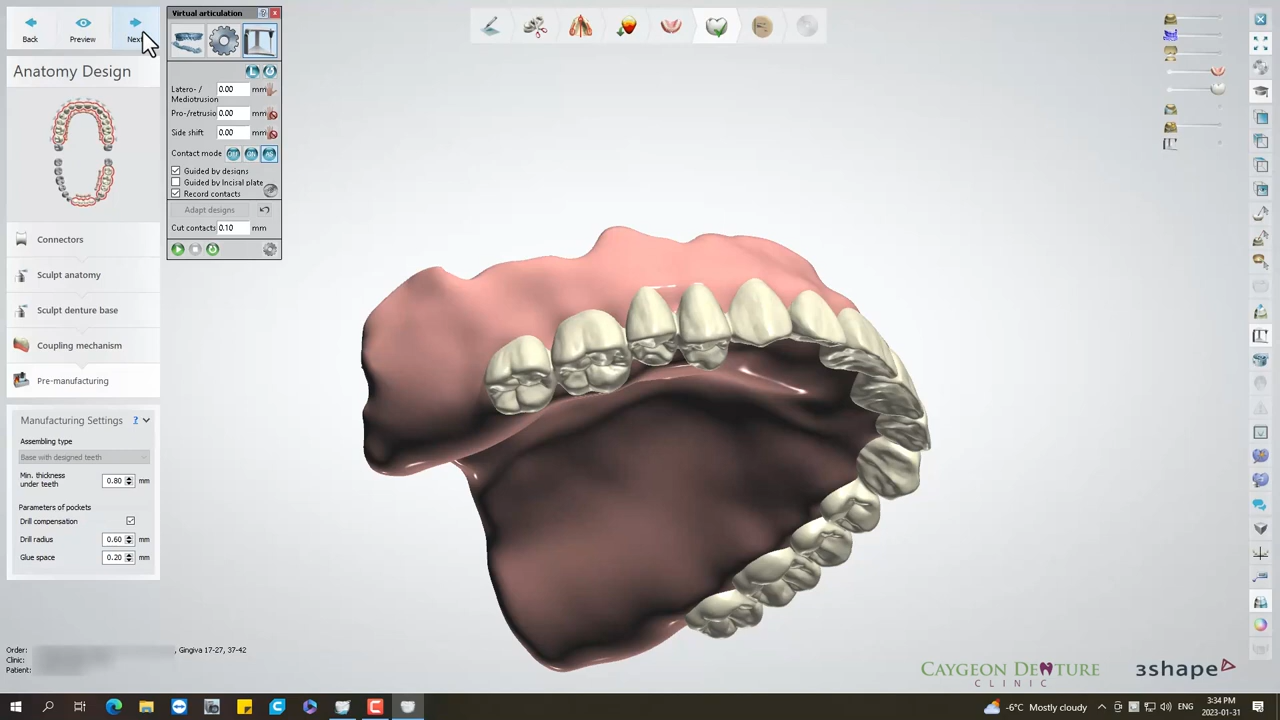 Back
Preview
Next
Virtual articulation
?
x
Anatomy Design
L
Latero- /
Mediotrusion
0.00
mm
Pro-/retrusio
0.00
mm
Side shift
0.00
mm
Contact mode
OFF
ON
Guided by designs
Guided by Incisal plate
Record contacts
Adapt designs
Cut contacts
0.10
mm
Connectors
Sculpt anatomy
Sculpt denture base
Coupling mechanism
Pre-manufacturing
Manufacturing Settings
?
Assembling type
Base with designed teeth
Min. thickness
under teeth
0.80
mm
Parameters of pockets
Drill compensation
Drill radius
0.60
mm
Glue space
0.20
mm
Order:
, Gingiva 17-27, 37-42
Clinic:
Patient:
CAYGEON DENTURE
CLINIC
3shape
-6°C Mostly cloudy
ENG
3:34 PM
2023-01-31